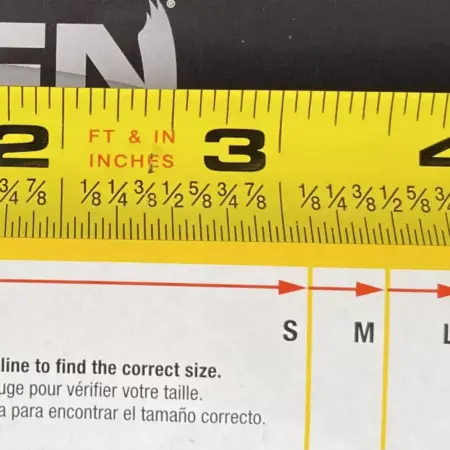 EN®
FT & IN
2 INCHES 3 4
3/4 7/8 1/8 1/4 3/8 1/2 5/8 3/4 7/8 1/8 1/4 3/8 1/2 5/8 3/4
S M L
line to find the correct size.
uge pour vérifier votre taille.
a para encontrar el tamaño correcto.